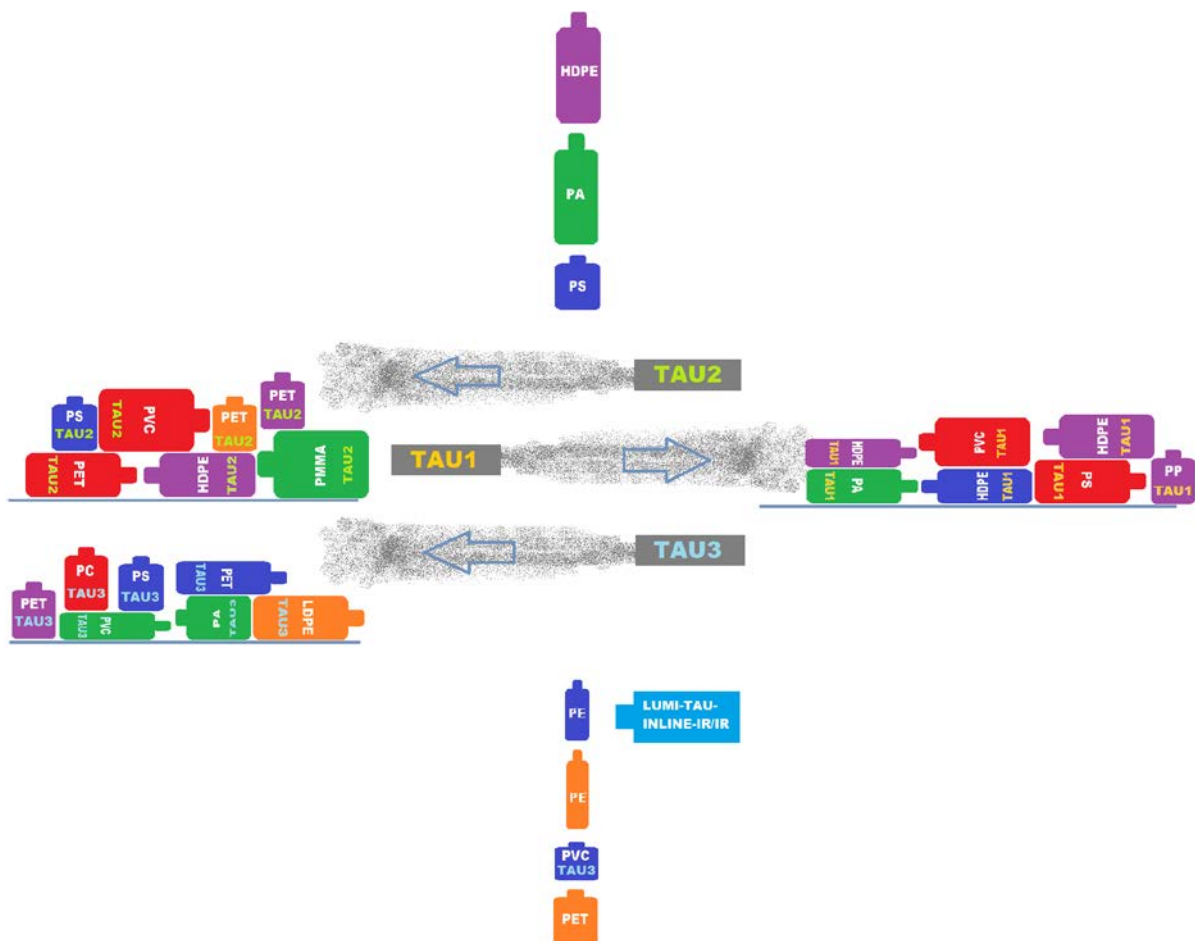 HDPE
PA
PS
TAU2
PS
TAU2
PVC
TAU2
PET
TAU2
PET
TAU2
PET
TAU2
HDPE
TAU2
PMMA
TAU2
TAU1
HDPE
TAU1
PVC
TAU1
HDPE
TAU1
PA
TAU1
HDPE
TAU1
PS
TAU1
PP
TAU1
TAU3
PET
TAU3
PC
TAU3
PS
TAU3
PET
TAU3
PVC
TAU3
PA
TAU3
LDPE
TAU3
PE
LUMI-TAU-
INLINE-IR/IR
PE
PVC
TAU3
PET